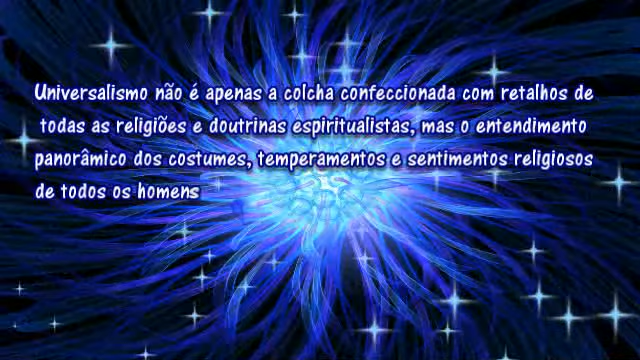 Universalismo não é apenas a colcha confeccionada com retalhos de
todas as religiões e doutrinas espiritualistas, mas o entendimento
panorâmico dos costumes, temperamentos e sentimentos religiosos
de todos os homens